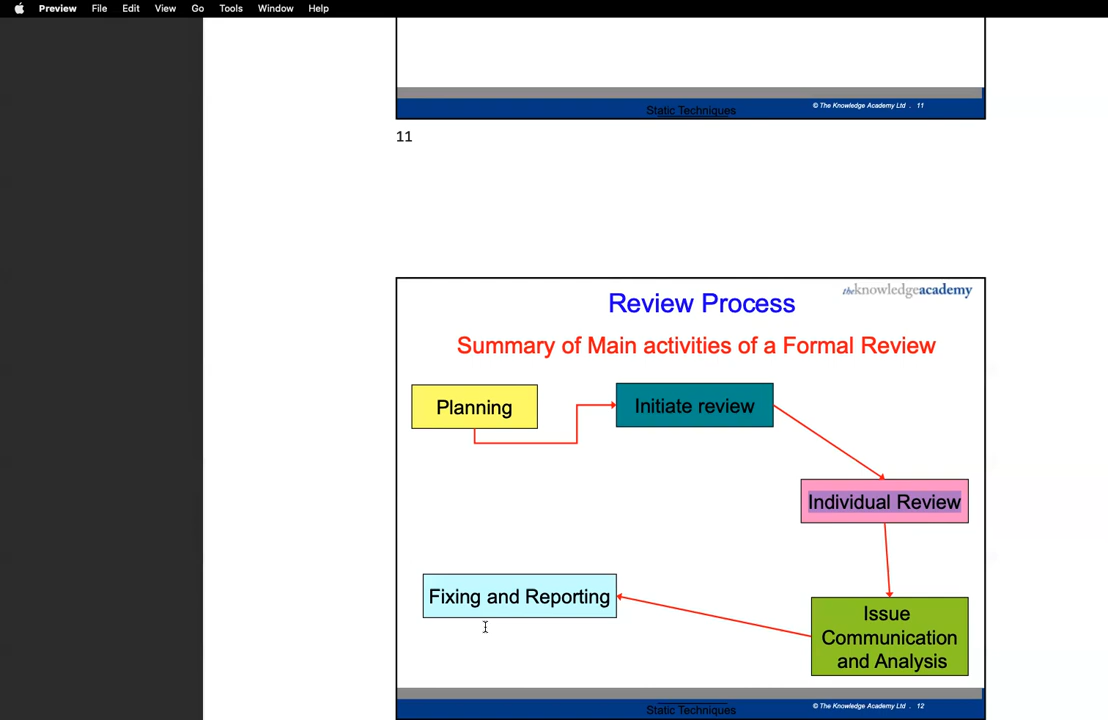 Preview File Edit View Go Tools Window Help
Static Techniques
© The Knowledge Academy Ltd . 11
11
theknowledgeacademy
Review Process
Summary of Main activities of a Formal Review
Planning
Initiate review
Individual Review
Fixing and Reporting
Issue
Communication
and Analysis
Static Techniques
© The Knowledge Academy Ltd . 12